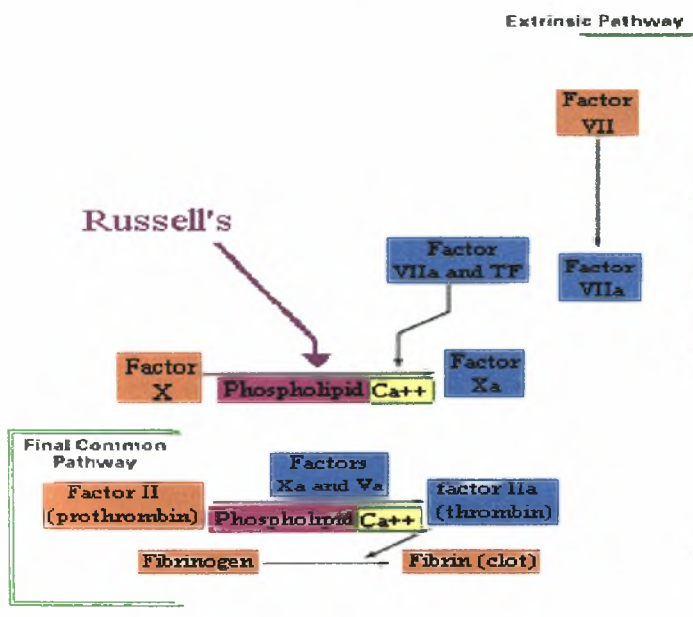 Extrinsic Pathway
Factor
VII
Russell's
Factor
VIIa and TF
Factor
VIIa
Factor
X
Phospholipid
Ca++
Factor
Xa
Final Common
Pathway
Factor II
(prothrombin)
Factors
Xa and Va
Phospholipid
Ca++
factor IIa
(thrombin)
Fibrinogen
Fibrin (clot)